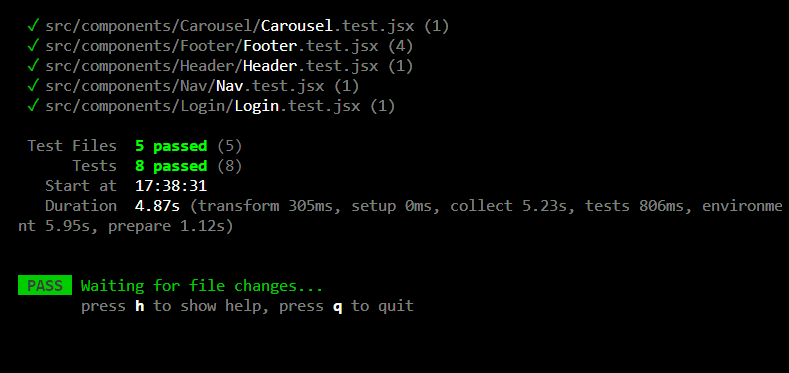 ✓ src/components/Carousel/Carousel.test.jsx (1)
✓ src/components/Footer/Footer.test.jsx (4)
✓ src/components/Header/Header.test.jsx (1)
✓ src/components/Nav/Nav.test.jsx (1)
✓ src/components/Login/Login.test.jsx (1)
Test Files 5 passed (5)
Tests 8 passed (8)
Start at 17:38:31
Duration 4.87s (transform 305ms, setup 0ms, collect 5.23s, tests 806ms, environme
nt 5.95s, prepare 1.12s)
PASS Waiting for file changes...
press h to show help, press q to quit